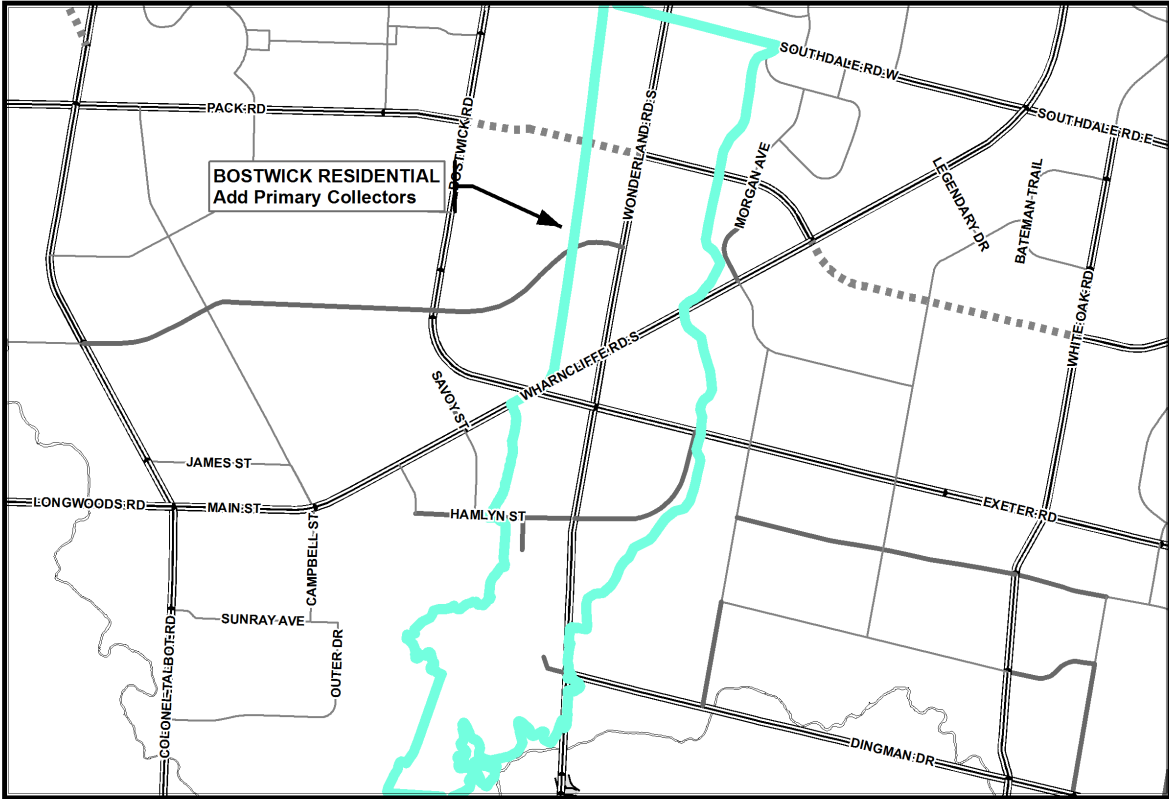 SOUTHDALE RD W
PACK RD
BOSTWICK RD
WONDERLAND RD S
SOUTHDALE RD E
MORGAN AVE
LEGENDARY DR
BATEMAN TRAIL
BOSTWICK RESIDENTIAL
Add Primary Collectors
WHITE OAK RD
WHARNCLIFFE RD S
SAVOY ST
JAMES ST
LONGWOODS RD
MAIN ST
HAMLYN ST
EXETER RD
CAMPBELL ST
SUNRAY AVE
OUTER DR
COLONEL TALBOT RD
DINGMAN DR